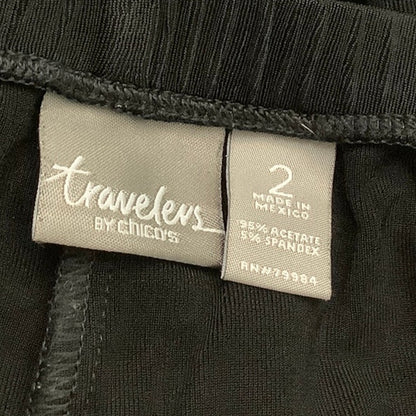 travelers
BY chico's
2
MADE IN
MEXICO
95% ACETATE
5% SPANDEX
RN# 79984